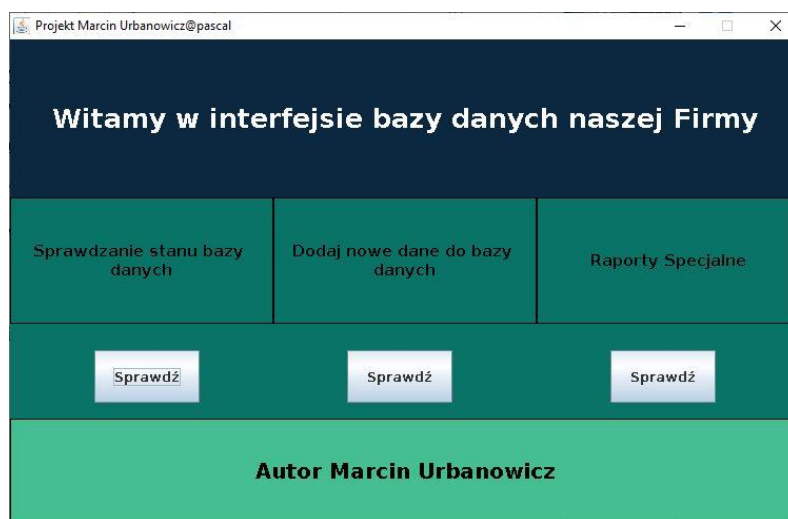 Projekt Marcin Urbanowicz@pascal
Witamy w interfejsie bazy danych naszej Firmy
Sprawdzanie stanu bazy
danych
Dodaj nowe dane do bazy
danych
Raporty Specjalne
Sprawdź
Sprawdź
Sprawdź
Autor Marcin Urbanowicz